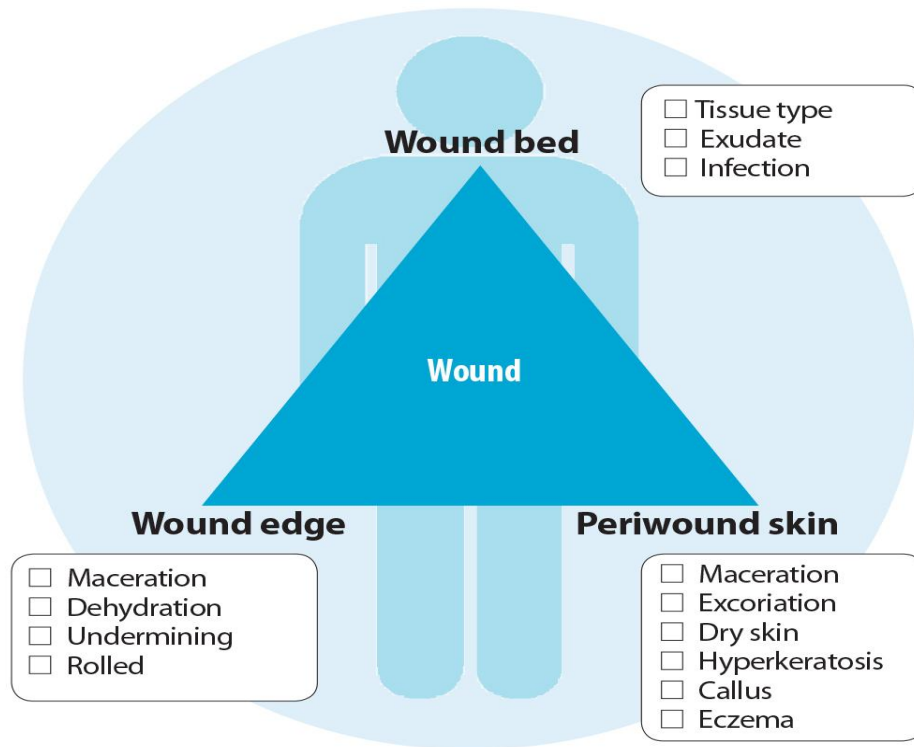 Wound bed
☐ Tissue type
☐ Exudate
☐ Infection
Wound
Wound edge
☐ Maceration
☐ Dehydration
☐ Undermining
☐ Rolled
Periwound skin
☐ Maceration
☐ Excoriation
☐ Dry skin
☐ Hyperkeratosis
☐ Callus
☐ Eczema